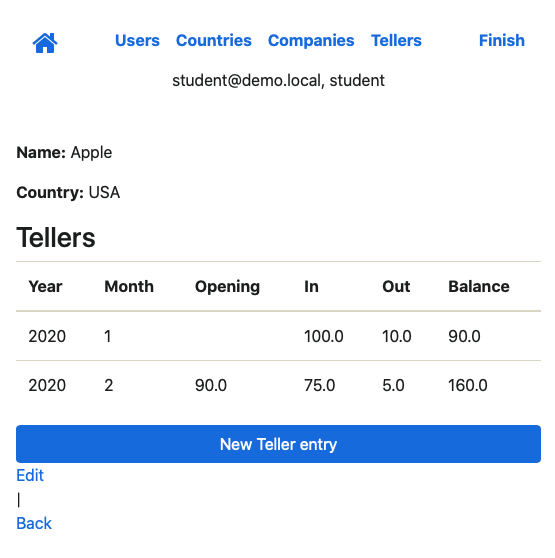 Users Countries Companies Tellers Finish
student@demo.local, student
Name: Apple
Country: USA
Tellers
Year Month Opening In Out Balance
2020 1 100.0 10.0 90.0
2020 2 90.0 75.0 5.0 160.0
New Teller entry
Edit
|
Back